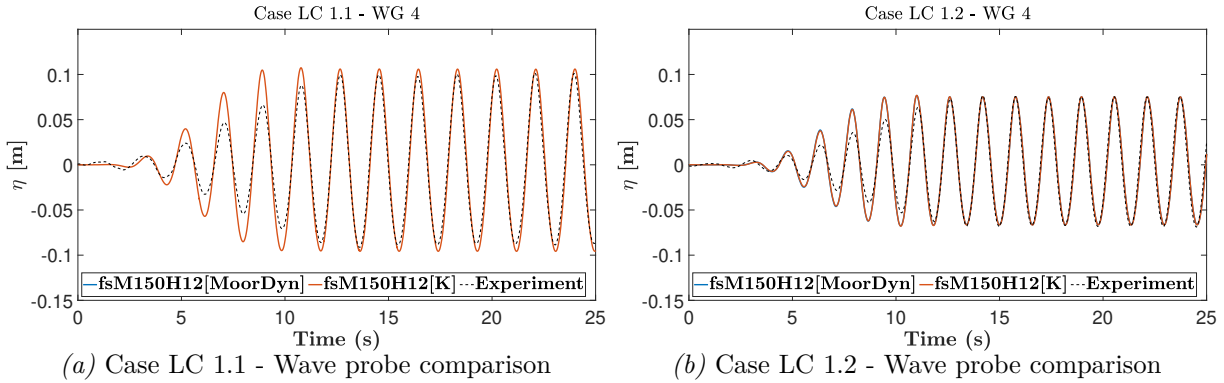 Case LC 1.1 - WG 4
0.1
0.05
0
-0.05
-0.1
-0.15
η [m]
fsM150H12[MoorDyn] fsM150H12[K] Experiment
0 5 10 15 20 25
Time (s)
(a) Case LC 1.1 - Wave probe comparison
Case LC 1.2 - WG 4
0.1
0.05
0
-0.05
-0.1
-0.15
η [m]
fsM150H12[MoorDyn] fsM150H12[K] Experiment
0 5 10 15 20 25
Time (s)
(b) Case LC 1.2 - Wave probe comparison